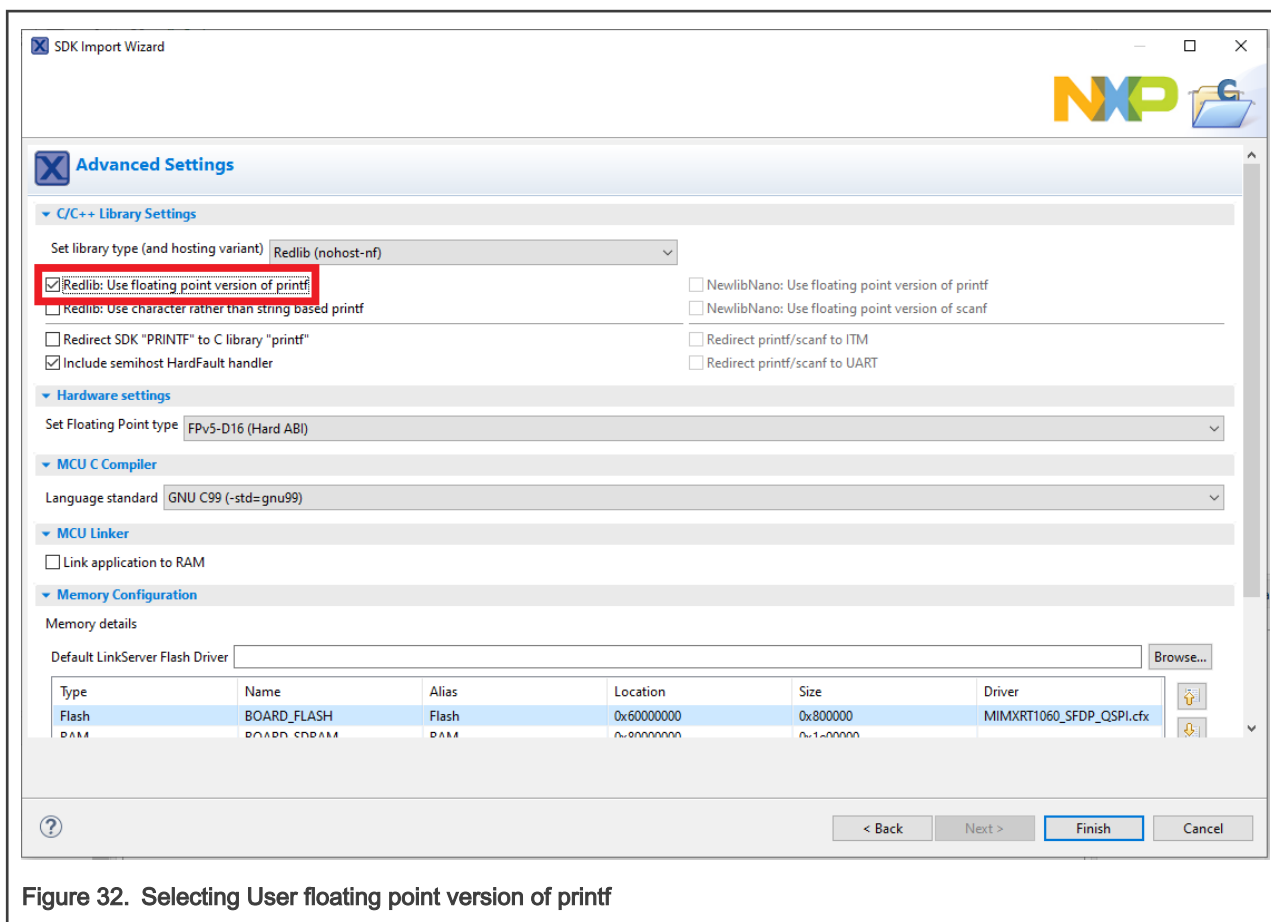 SDK Import Wizard
NXP
C
Advanced Settings
C/C++ Library Settings
Set library type (and hosting variant) Redlib (nohost-nf)
Redlib: Use floating point version of printf NewlibNano: Use floating point version of printf
Redlib: Use character rather than string based printf NewlibNano: Use floating point version of scanf
Redirect SDK "PRINTF" to C library "printf" Redirect printf/scanf to ITM
Include semihost HardFault handler Redirect printf/scanf to UART
Hardware settings
Set Floating Point type FPv5-D16 (Hard ABI)
MCU C Compiler
Language standard GNU C99 (-std=gnu99)
MCU Linker
Link application to RAM
Memory Configuration
Memory details
Default LinkServer Flash Driver Browse...
Type Name Alias Location Size Driver
Flash BOARD_FLASH Flash 0x60000000 0x800000 MIMXRT1060_SFDP_QSPI.cfx
RAM BOARD_SDRAM RAM 0x80000000 0x1e00000
? < Back Next > Finish Cancel
Figure 32. Selecting User floating point version of printf